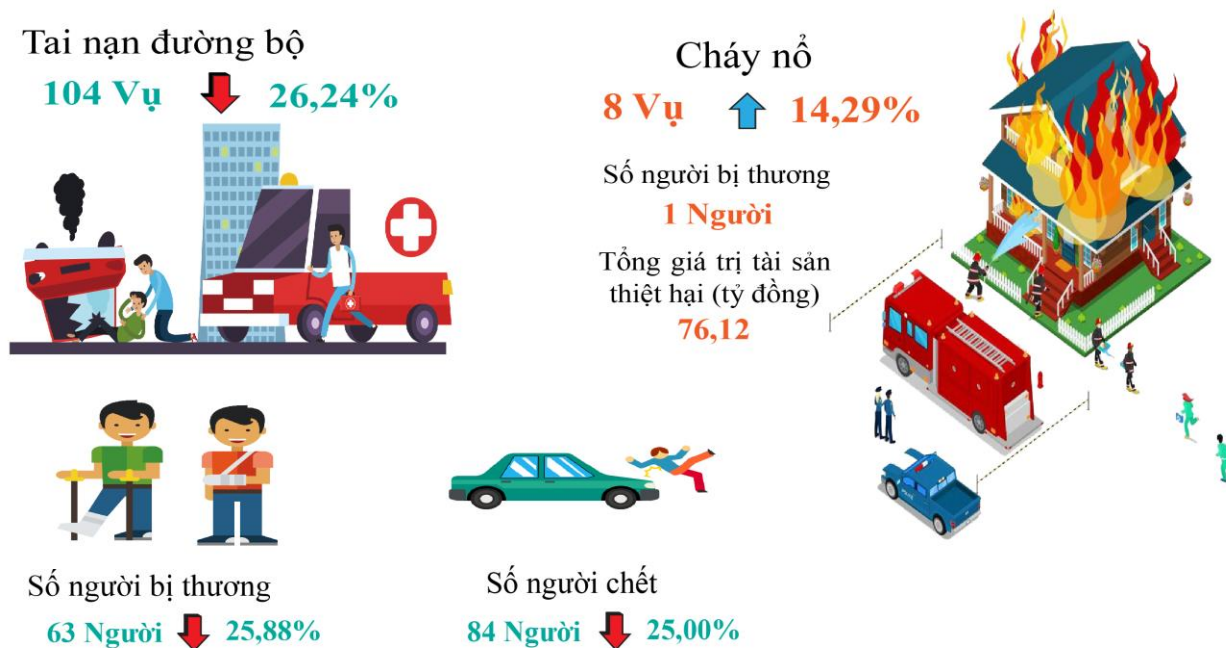 Tai nạn đường bộ
104 Vụ 26,24%
Cháy nổ
8 Vụ 14,29%
Số người bị thương
1 Người
Tổng giá trị tài sản
thiệt hại (tỷ đồng)
76,12
Số người bị thương
63 Người 25,88%
Số người chết
84 Người 25,00%